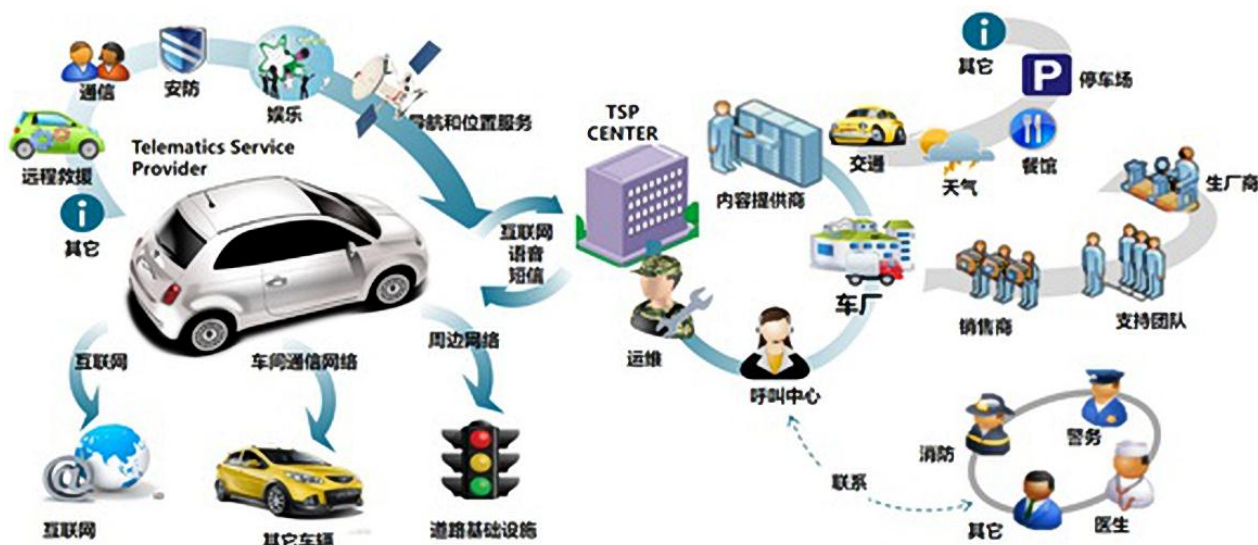 通信
安防
娱乐
导航和位置服务
远程救援
其它
Telematics Service
Provider
互联网
语音
短信
互联网
车间通信网络
周边网络
互联网
其它车辆
道路基础设施
TSP
CENTER
内容提供商
车厂
呼叫中心
运维
交通
天气
餐馆
P
停车场
其它
生厂商
支持团队
销售商
联系
消防
警务
医生
其它